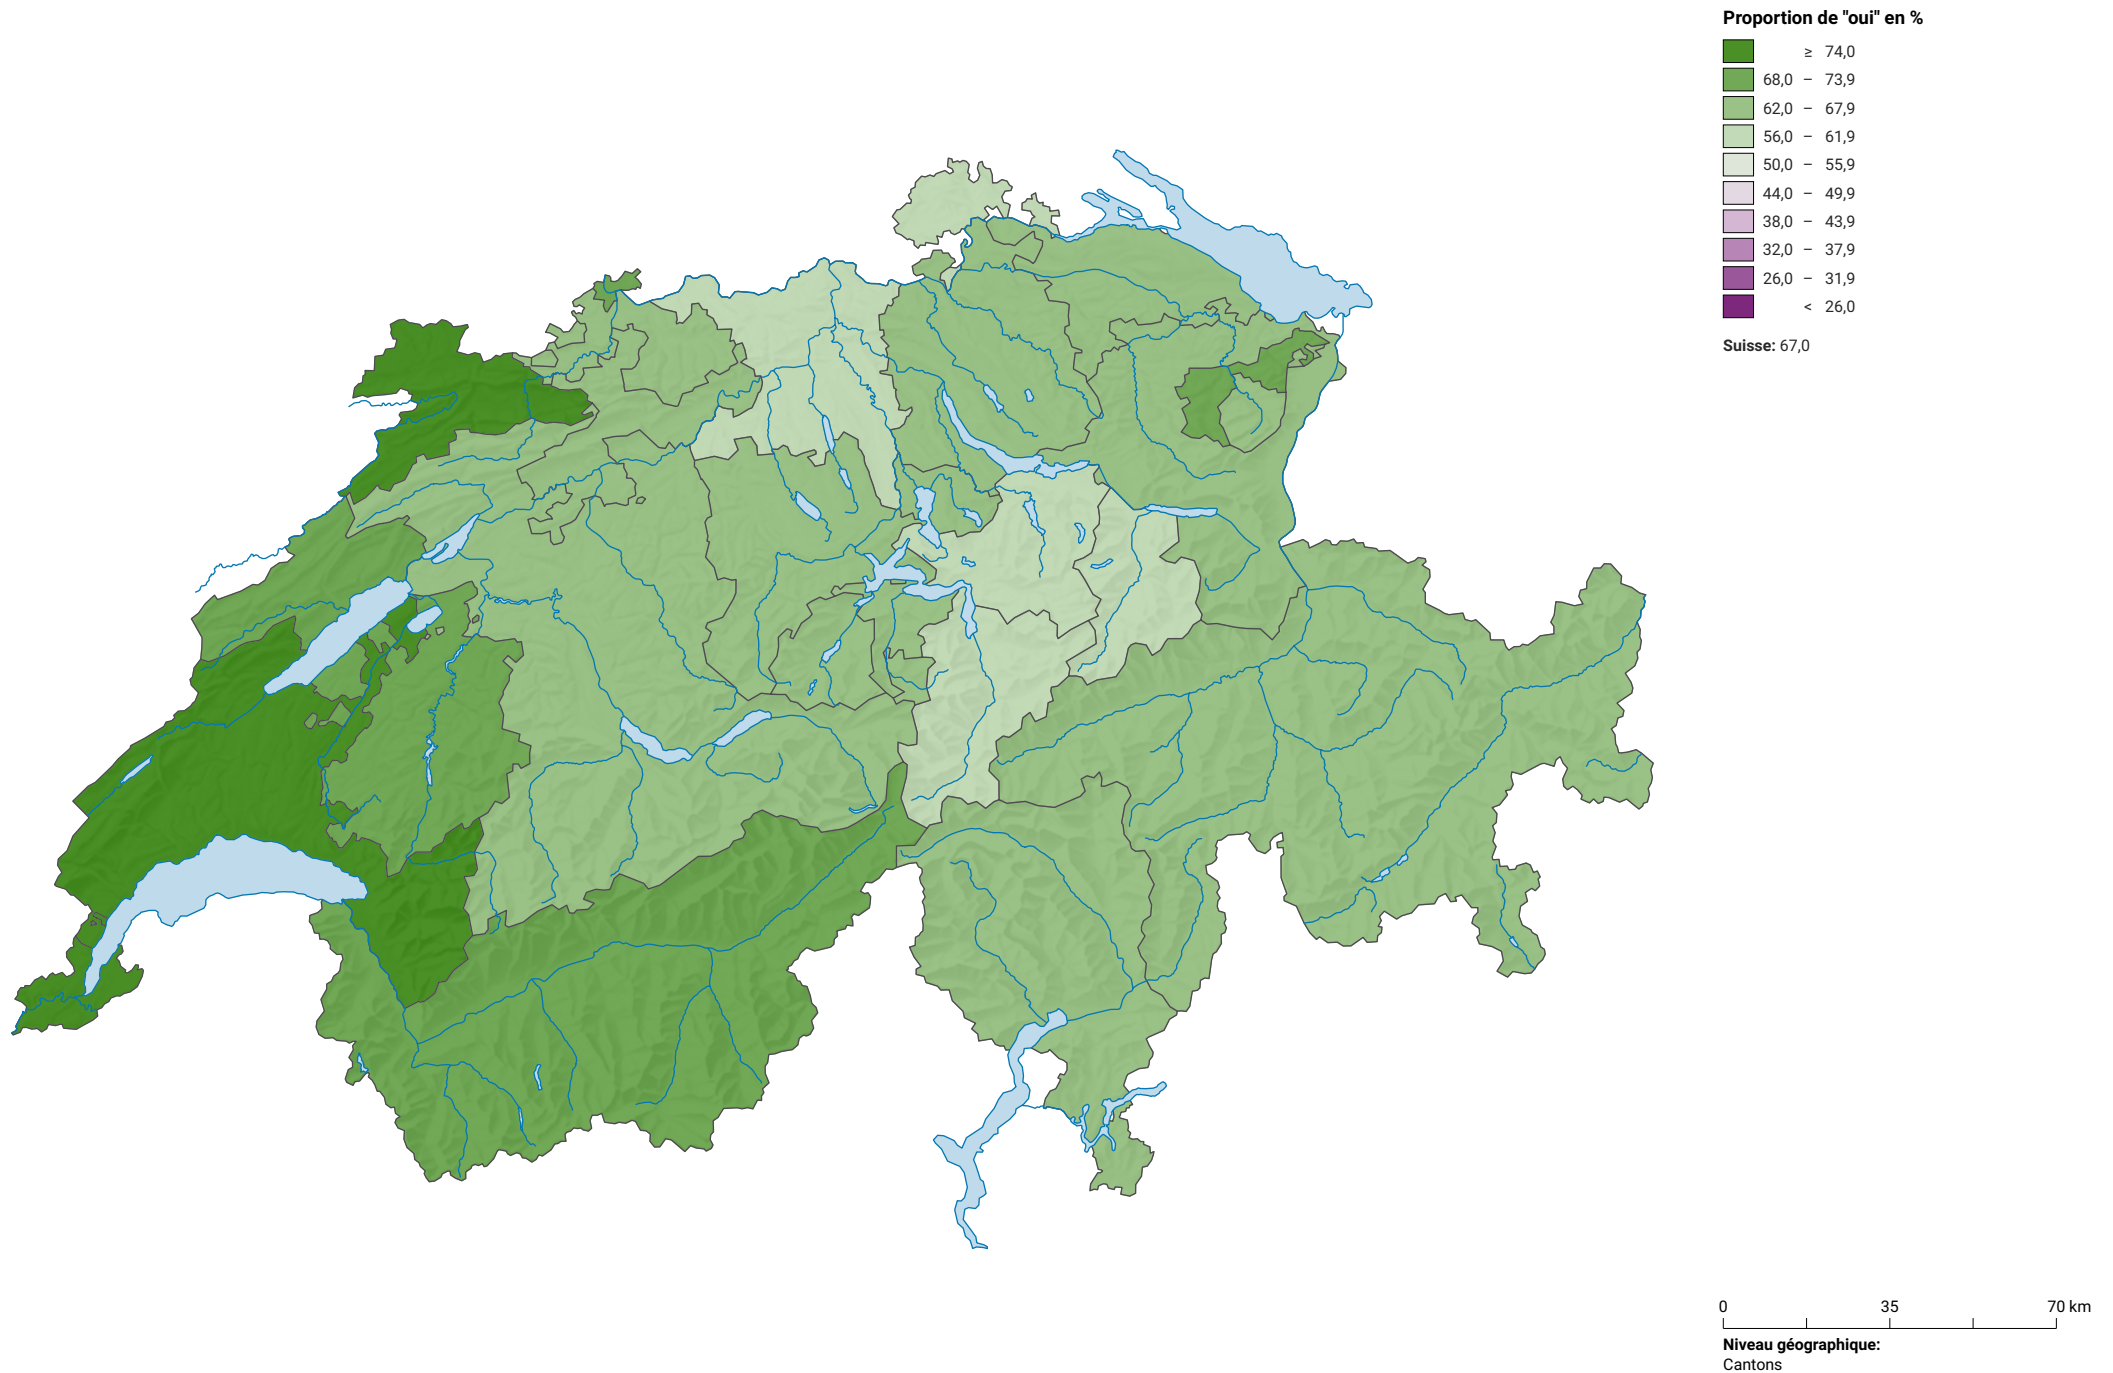 Proportion de "oui" en %
≥ 74,0
68,0 – 73,9
62,0 – 67,9
56,0 – 61,9
50,0 – 55,9
44,0 – 49,9
38,0 – 43,9
32,0 – 37,9
26,0 – 31,9
< 26,0
Suisse: 67,0
0 35 70 km
Niveau géographique:
Cantons